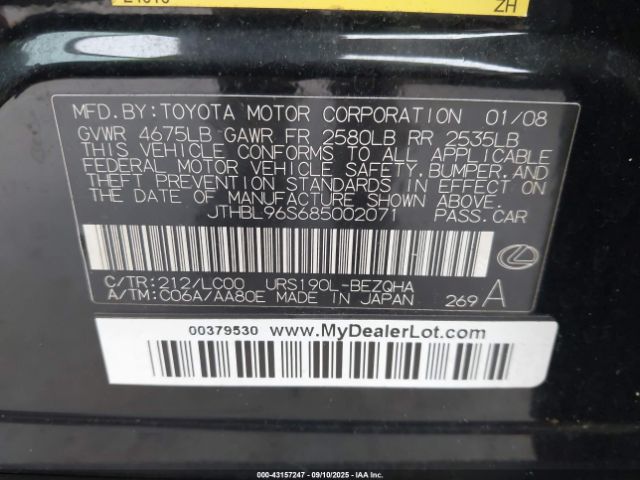 ZH
MFD.BY:TOYOTA MOTOR CORPORATION 01/08
GVWR 4675LB GAWR FR 2580LB RR 2535LB
THIS VEHICLE CONFORMS TO ALL APPLICABLE
FEDERAL MOTOR VEHICLE SAFETY,BUMPER,AND
THEFT PREVENTION STANDARDS IN EFFECT ON
THE DATE OF MANUFACTURE SHOWN ABOVE.
JTHBL96S685002071 PASS.CAR
C/TR:212/LC00 URS190L-BEZQHA
A/TM:C06A/AA80E MADE IN JAPAN 269 A
00379530 www.MyDealerLot.com
000-43157247 - 09/10/2025 - IAAI.COM